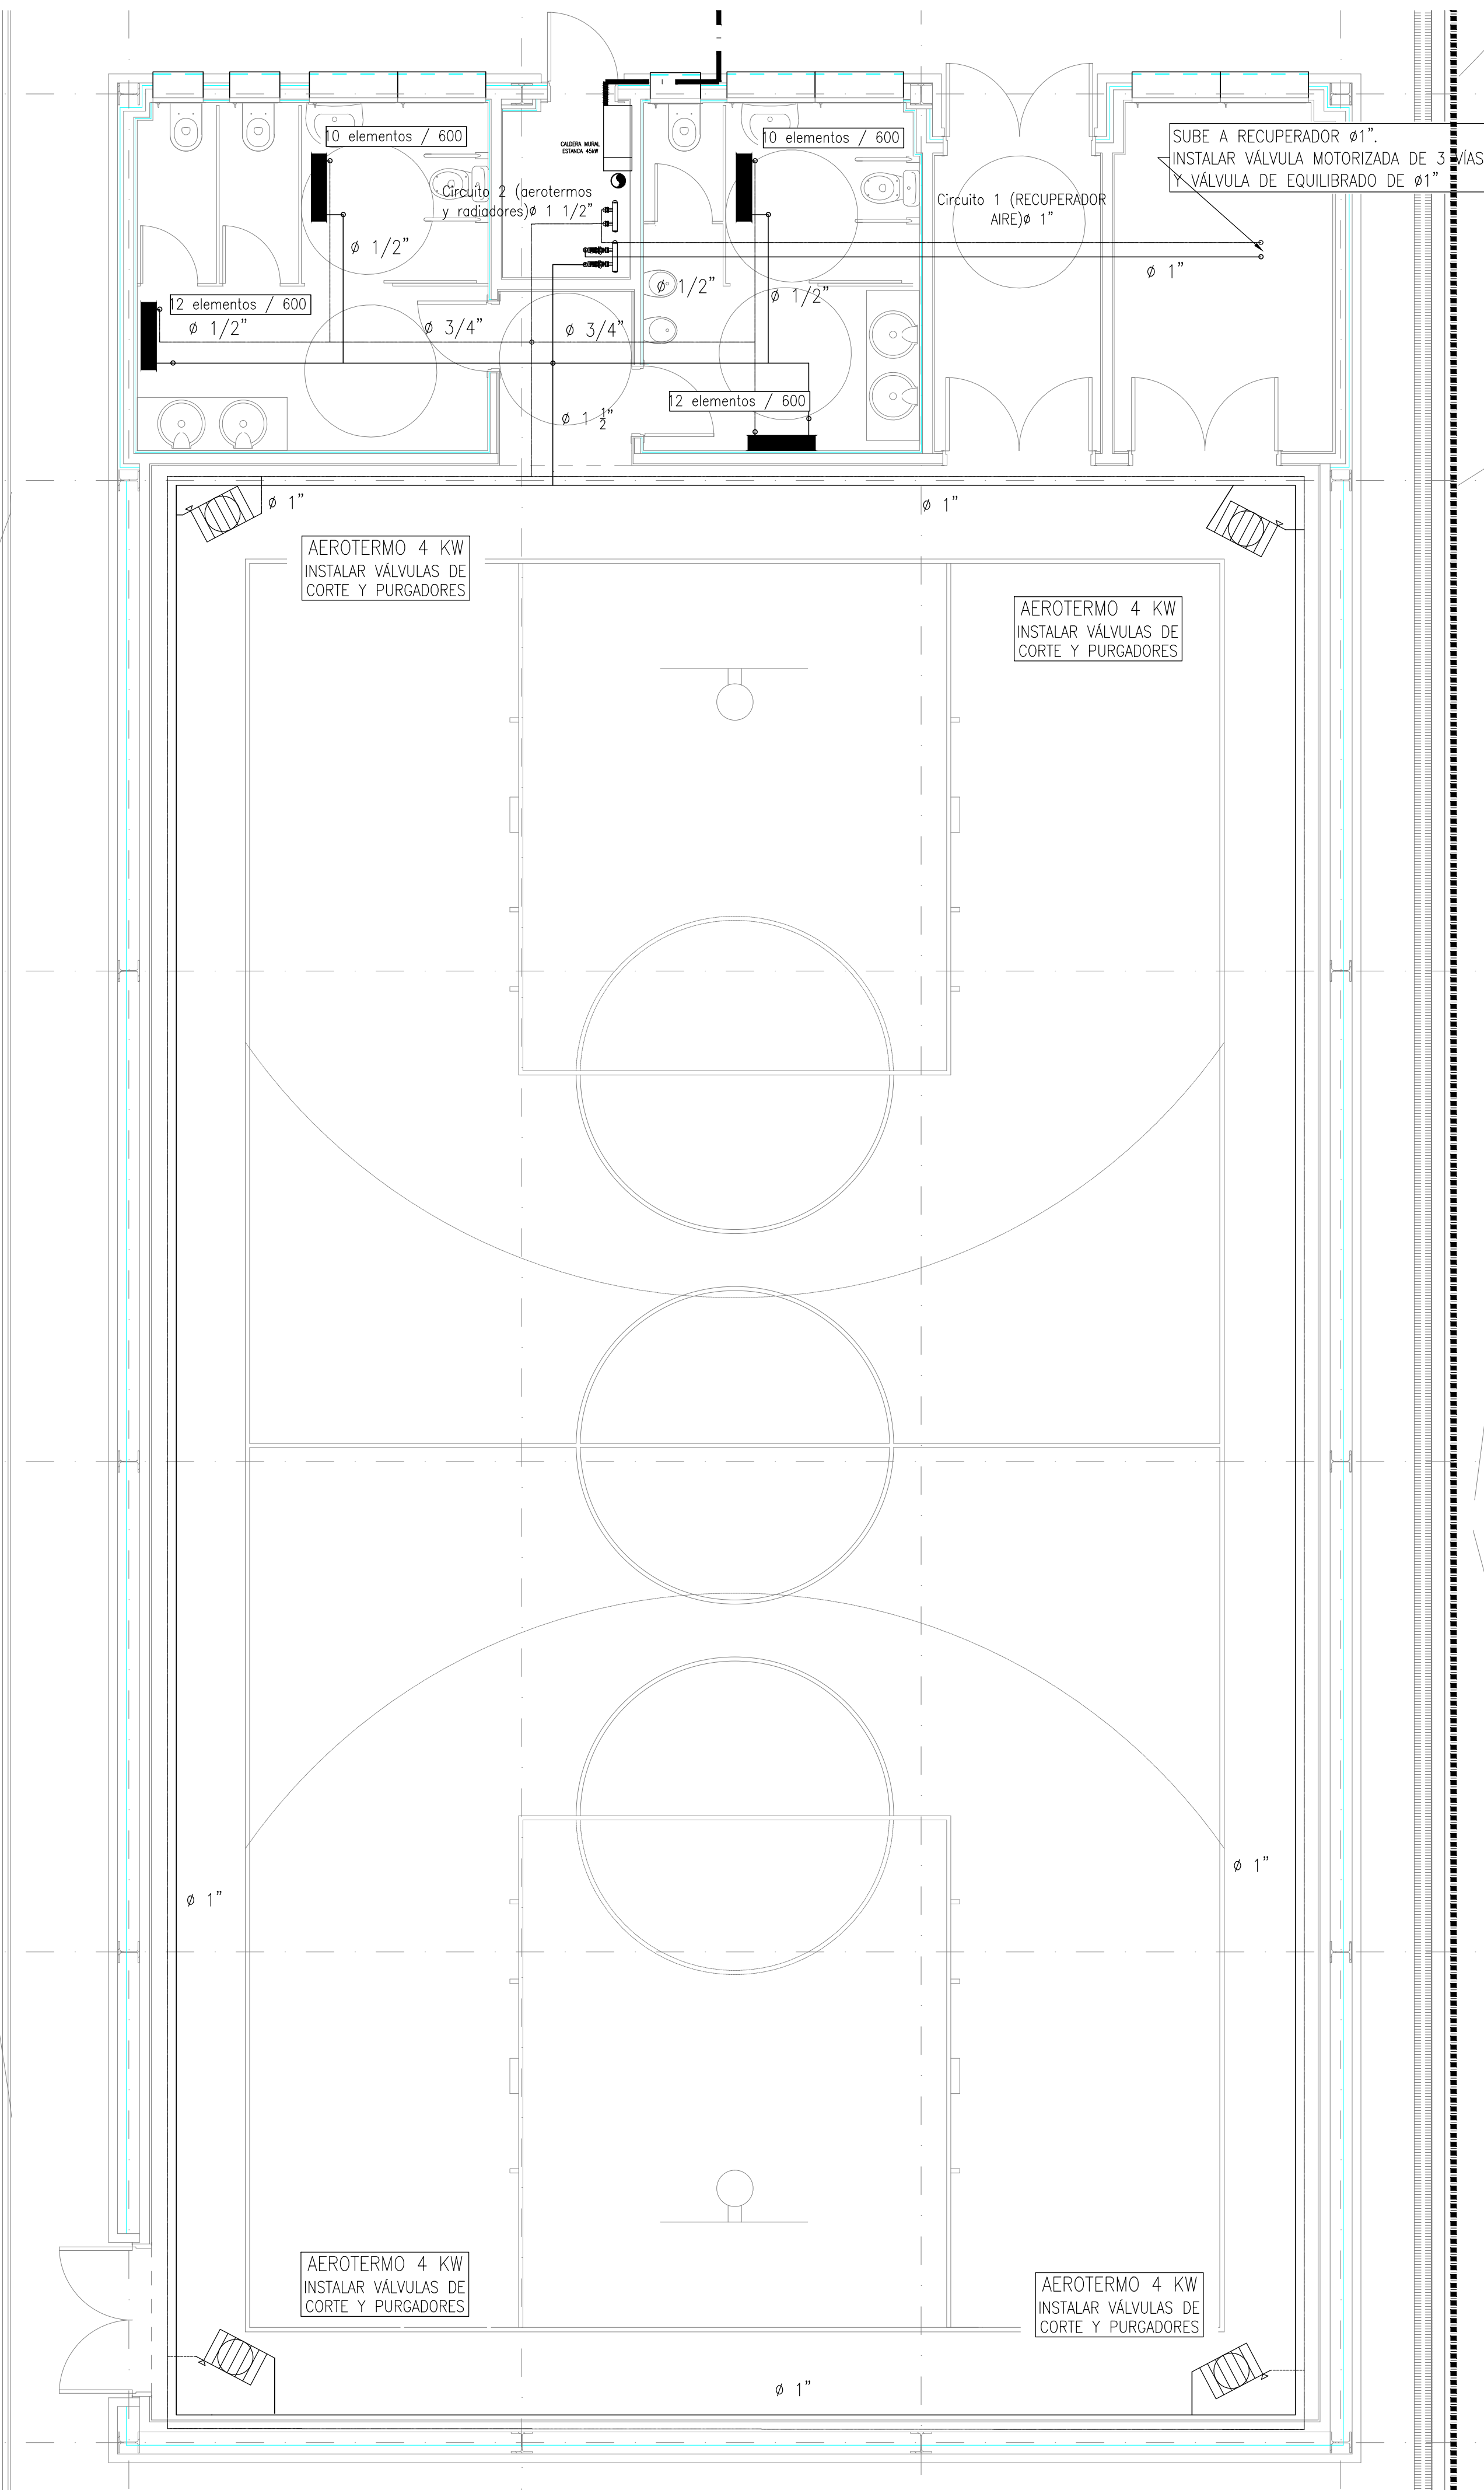 10 elementos / 600
10 elementos / 600
SUBE A RECUPERADOR ø1".
INSTALAR VÁLVULA MOTORIZADA DE 3 VÍAS
Y VÁLVULA DE EQUILIBRADO DE ø1"
CALDERA MURAL
ESTANCA 45kW
Circuito 2 (aerotermos
y radiadores)ø 1 1/2"
Circuito 1 (RECUPERADOR
AIRE)ø 1"
ø 1/2"
ø 1"
ø 1/2"
ø 1/2"
12 elementos / 600
ø 1/2"
ø 3/4"
ø 3/4"
12 elementos / 600
ø 1 1/2"
ø 1"
ø 1"
AEROTERMO 4 KW
INSTALAR VÁLVULAS DE
CORTE Y PURGADORES
AEROTERMO 4 KW
INSTALAR VÁLVULAS DE
CORTE Y PURGADORES
ø 1"
ø 1"
AEROTERMO 4 KW
INSTALAR VÁLVULAS DE
CORTE Y PURGADORES
AEROTERMO 4 KW
INSTALAR VÁLVULAS DE
CORTE Y PURGADORES
ø 1"